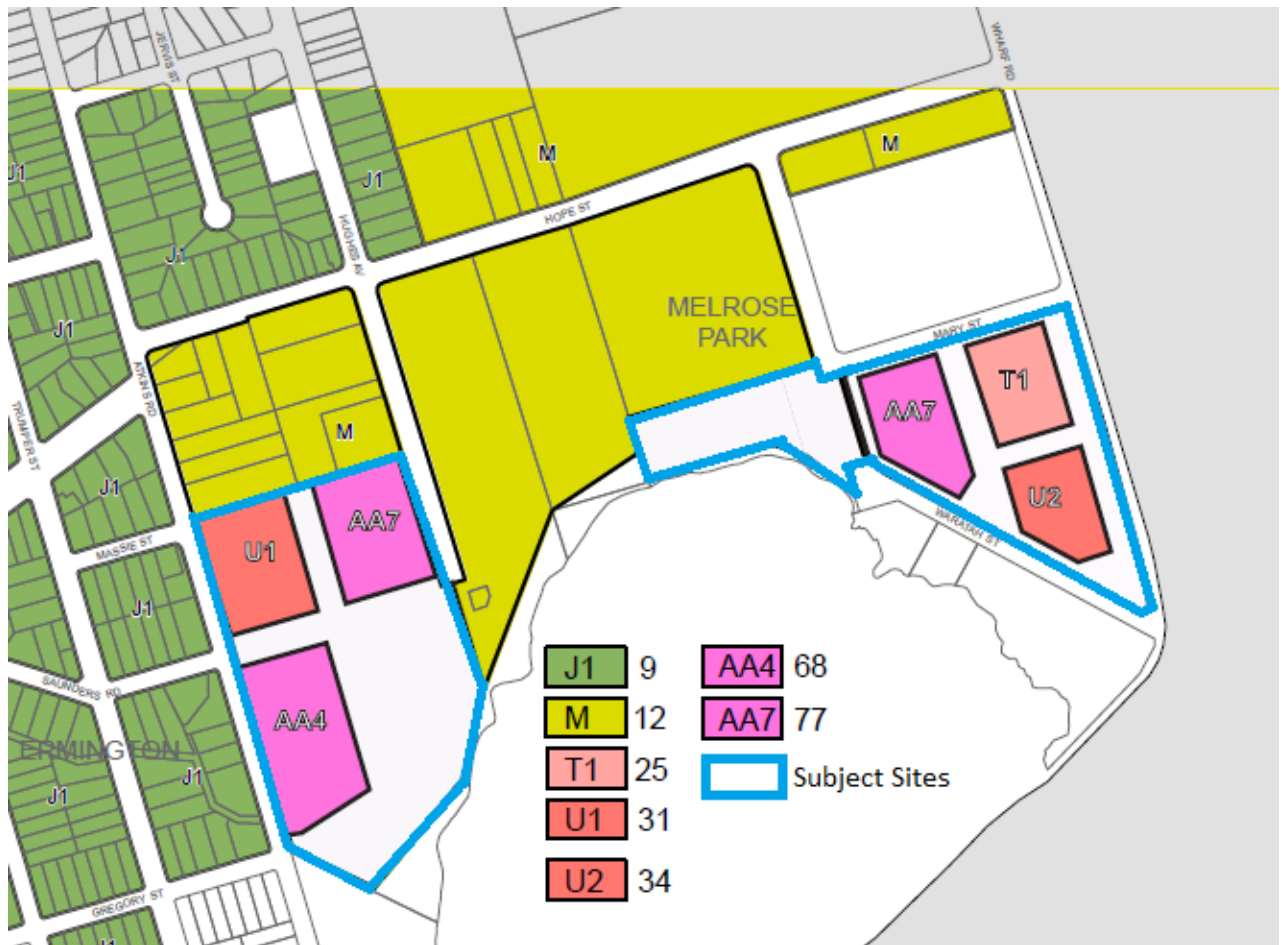 JERVIS ST
WHARF RD
J1
M
M
J1
HUGHES AV
HOPE ST
J1
J1
MELROSE
PARK
MARY ST
ATKINS RD
T1
AA7
TRUMPER ST
M
J1
AA7
U1
U2
WARATAH ST
MASSIE ST
J1
SAUNDERS RD
AA4
ERMINGTON
J1
J1
GREGORY ST
J1
J1 9
M 12
T1 25
U1 31
U2 34
AA4 68
AA7 77
Subject Sites